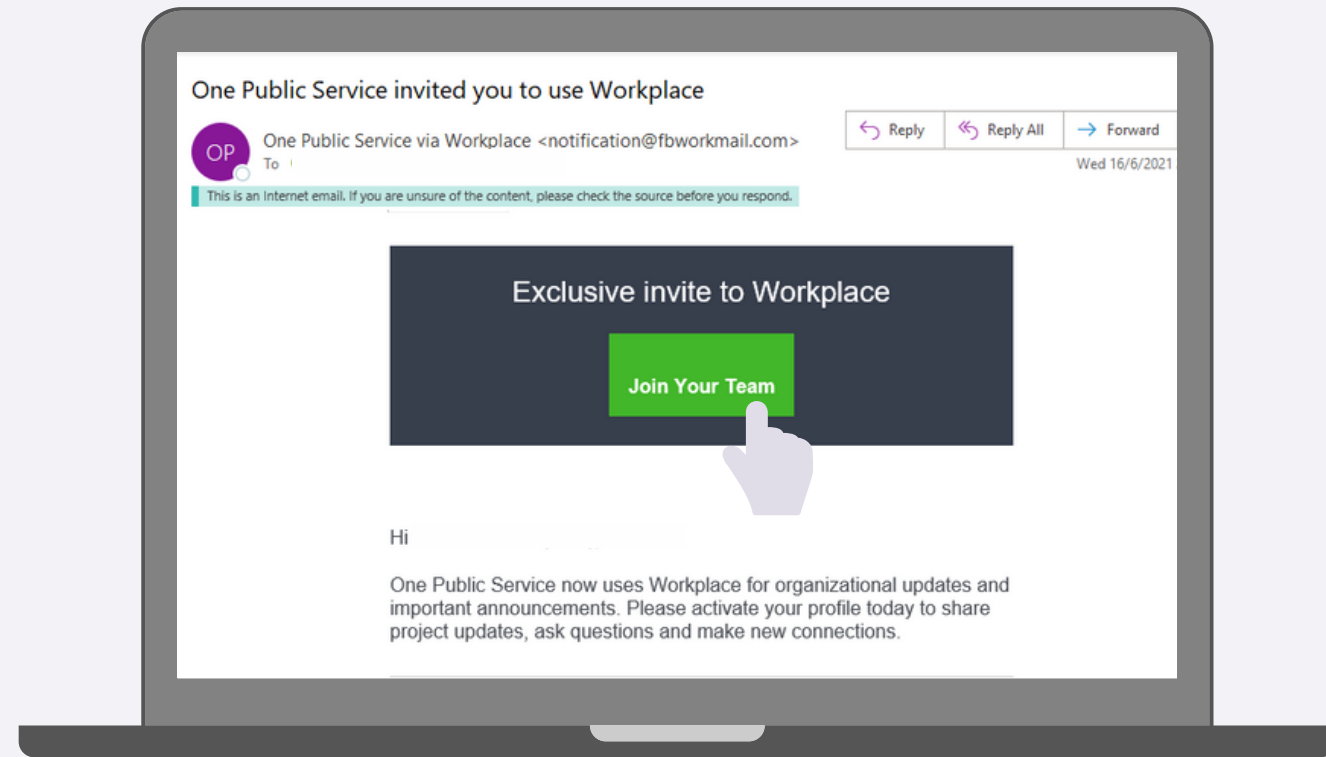 One Public Service invited you to use Workplace
OP
One Public Service via Workplace <notification@fbworkmail.com>
To
Reply
Reply All
Forward
Wed 16/6/2021
This is an Internet email. If you are unsure of the content, please check the source before you respond.
Exclusive invite to Workplace
Join Your Team
Hi
One Public Service now uses Workplace for organizational updates and
important announcements. Please activate your profile today to share
project updates, ask questions and make new connections.